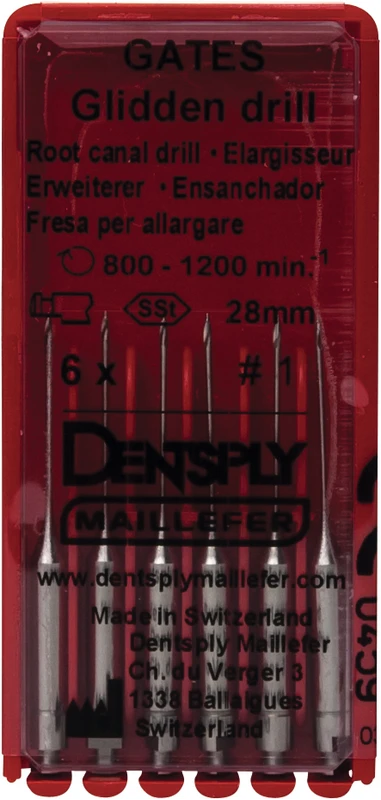 GATES
Glidden drill
Root canal drill · Elargisseur
Erweiterer · Ensanchador
Fresa per allargare
800 - 1200 min.-1
SSt 28mm
6 x # 1
DENTSPLY
MAILLEFER
www.dentsplymaillefer.com
Made in Switzerland
Dentsply Maillefer
Ch. du Verger 3
1338 Ballaigues
Switzerland
0459